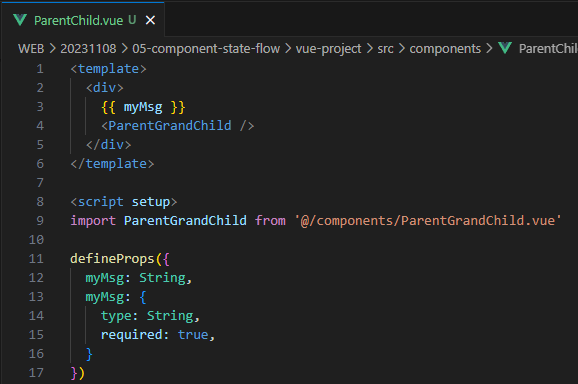 ParentChild.vue U ×
WEB > 20231108 > 05-component-state-flow > vue-project > src > components > ParentChil
1 <template>
2   <div>
3     {{ myMsg }}
4     <ParentGrandChild />
5   </div>
6 </template>
7
8 <script setup>
9 import ParentGrandChild from '@/components/ParentGrandChild.vue'
10
11 defineProps({
12   myMsg: String,
13   myMsg: {
14     type: String,
15     required: true,
16   }
17 })